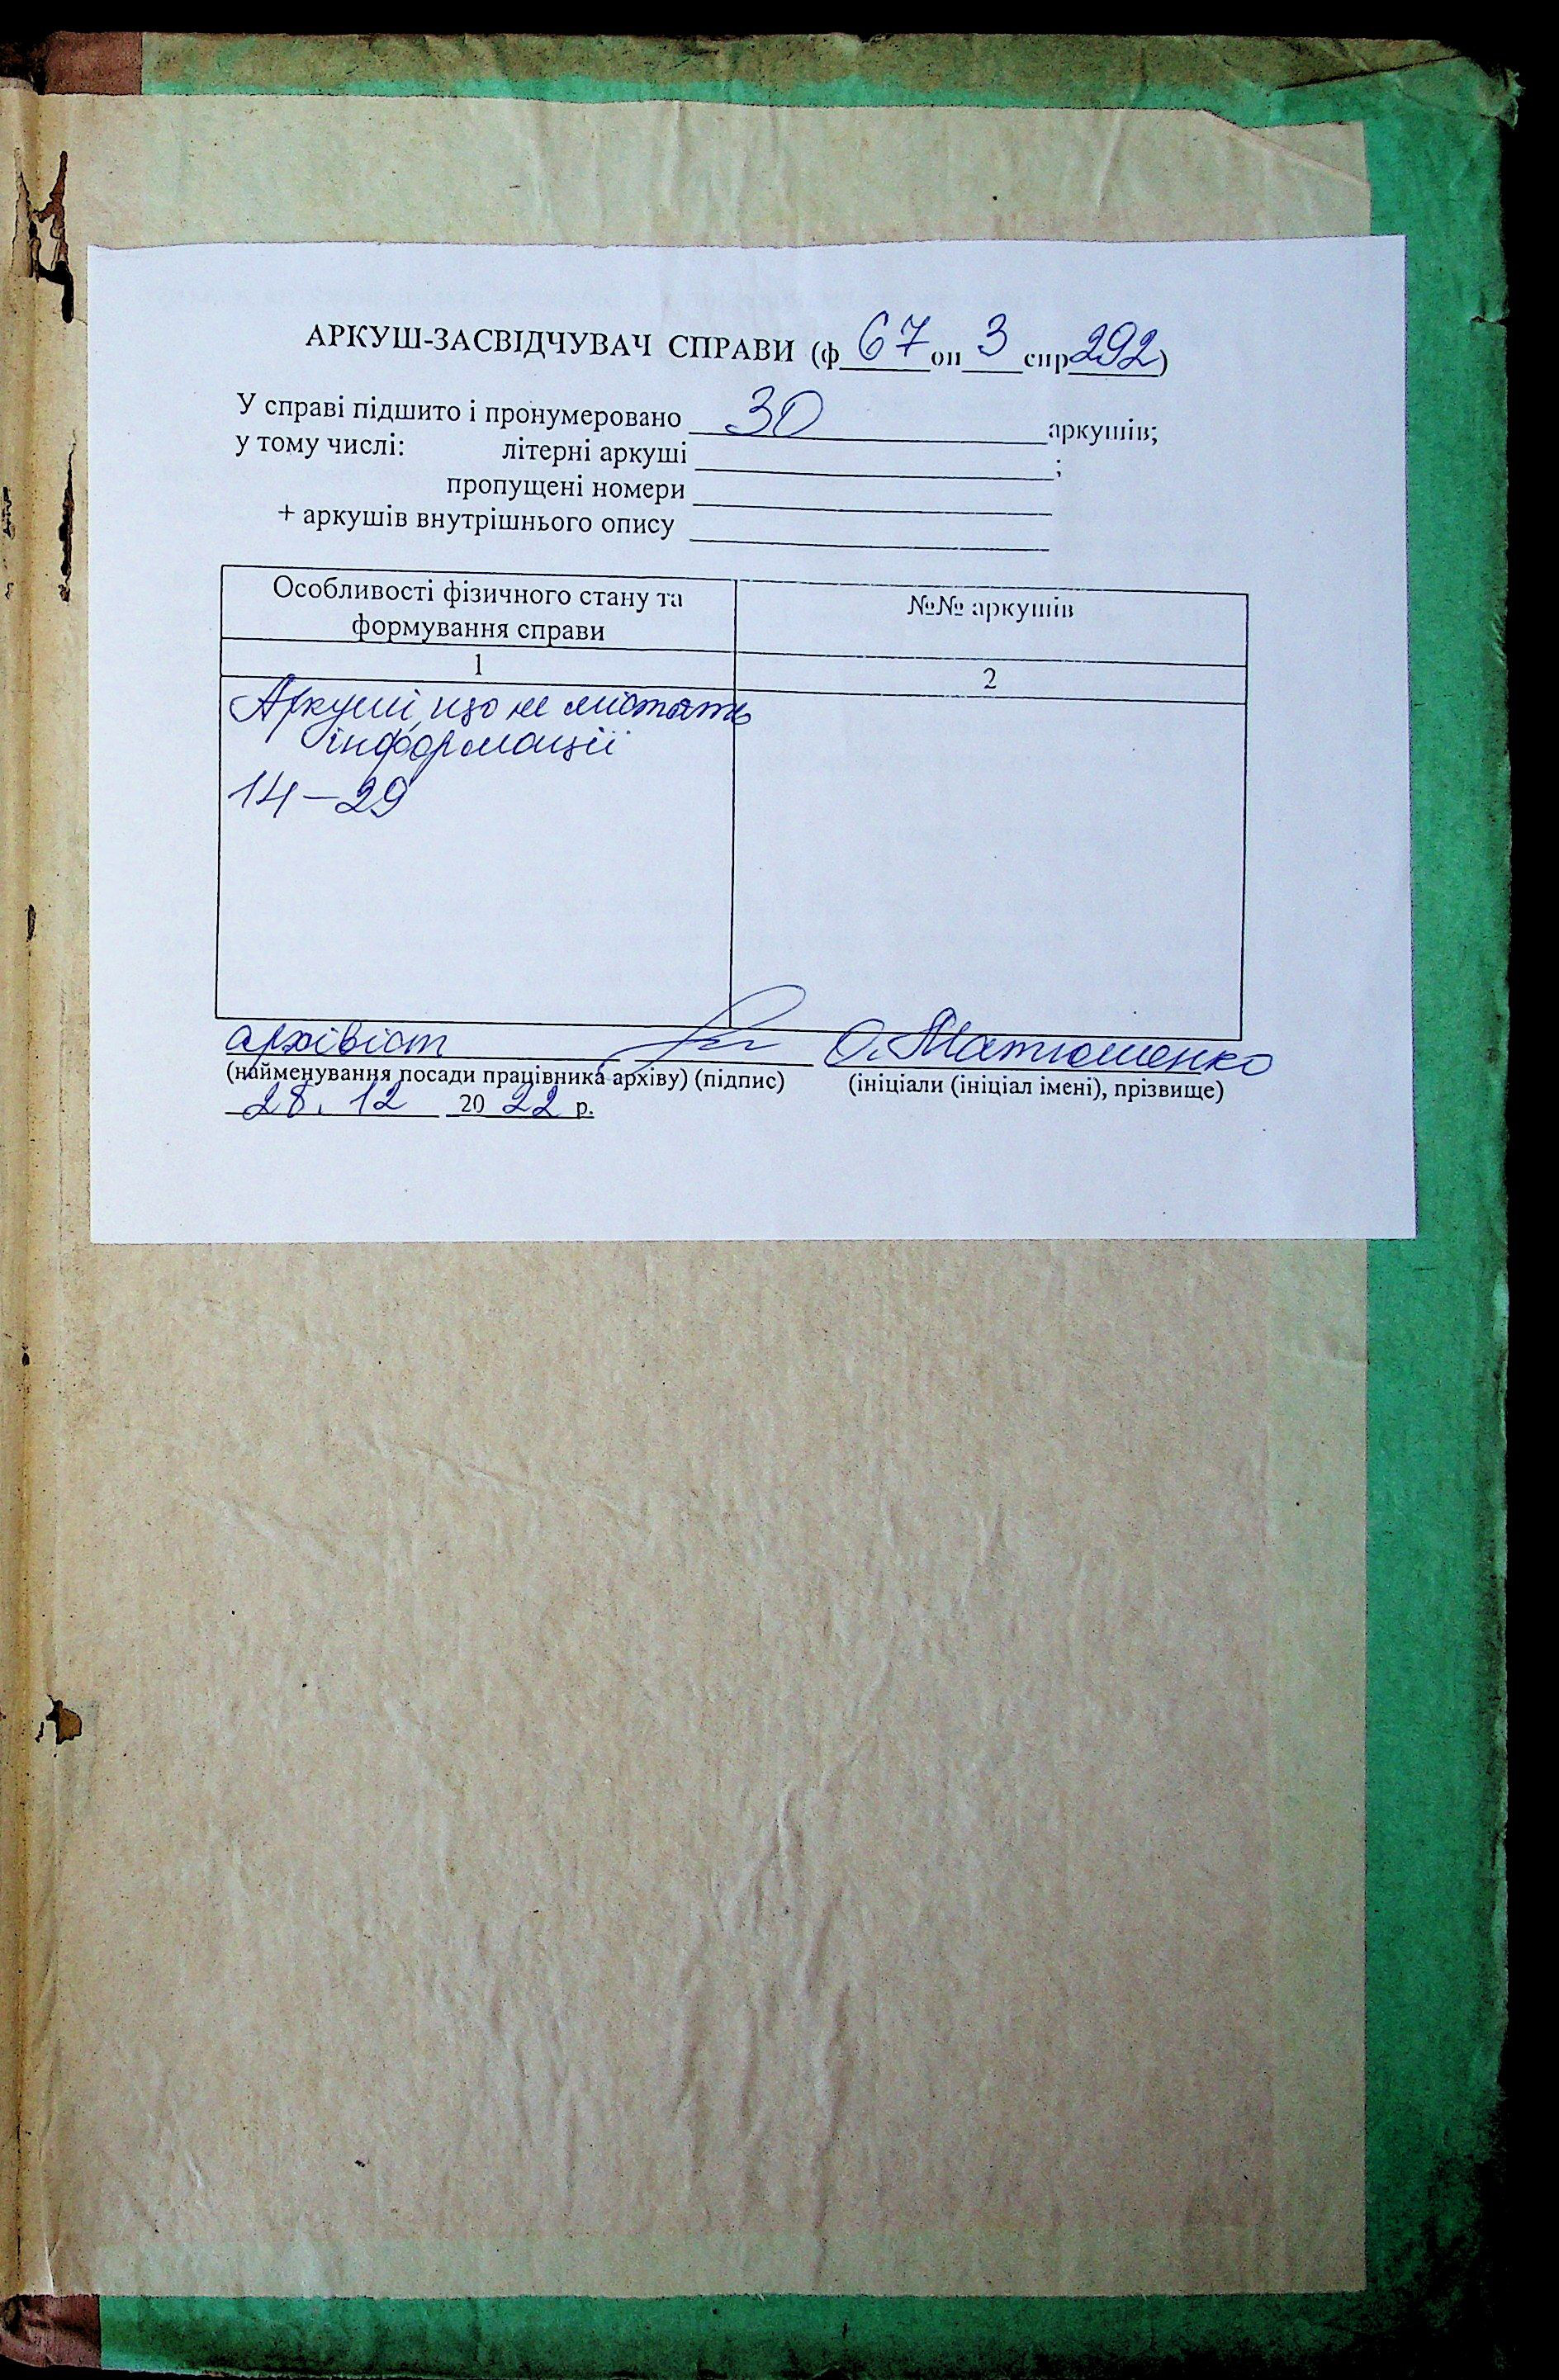 АРКУШ-ЗАСВІДЧУВАЧ СПРАВИ (ф 67 оп 3 спр 292)
У справі підшито і пронумеровано 30 аркушів;
у тому числі: літерні аркуші ;
пропущені номери
+ аркушів внутрішнього опису
Особливості фізичного стану та
формування справи
№№ аркушів
1
2
Аркуші, що не містять
інформації
14–29
архівіст О. Матюшенко
(найменування посади працівника архіву) (підпис) (ініціали (ініціал імені), прізвище)
28. 12 20 22 р.